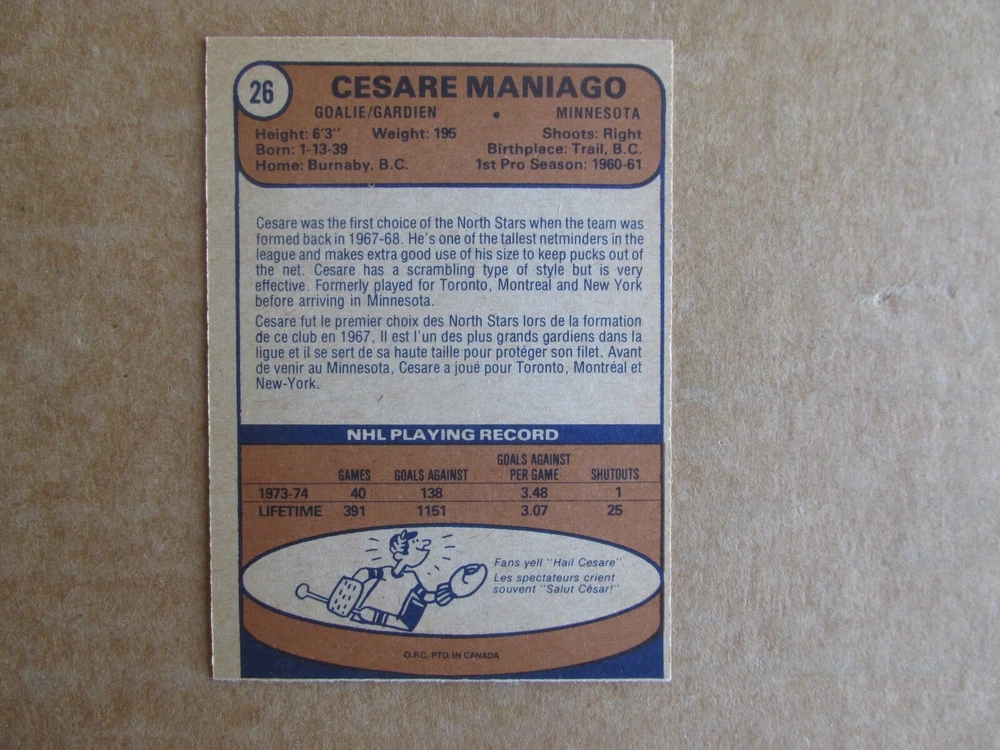 26
CESARE MANIAGO
GOALIE/GARDIEN • MINNESOTA
Height: 6'3" Weight: 195 Shoots: Right
Born: 1-13-39 Birthplace: Trail, B.C.
Home: Burnaby, B.C. 1st Pro Season: 1960-61
Cesare was the first choice of the North Stars when the team was
formed back in 1967-68. He's one of the tallest netminders in the
league and makes extra good use of his size to keep pucks out of
the net. Cesare has a scrambling type of style but is very
effective. Formerly played for Toronto, Montreal and New York
before arriving in Minnesota.
Cesare fut le premier choix des North Stars lors de la formation
de ce club en 1967. Il est l'un des plus grands gardiens dans la
ligue et il se sert de sa haute taille pour protéger son filet. Avant
de venir au Minnesota, Cesare a joué pour Toronto, Montréal et
New-York.
NHL PLAYING RECORD
GAMES GOALS AGAINST GOALS AGAINST PER GAME SHUTOUTS
1973-74 40 138 3.48 1
LIFETIME 391 1151 3.07 25
Fans yell "Hail Cesare"
Les spectateurs crient
souvent "Salut César!"
O.P.C. PTD. IN CANADA